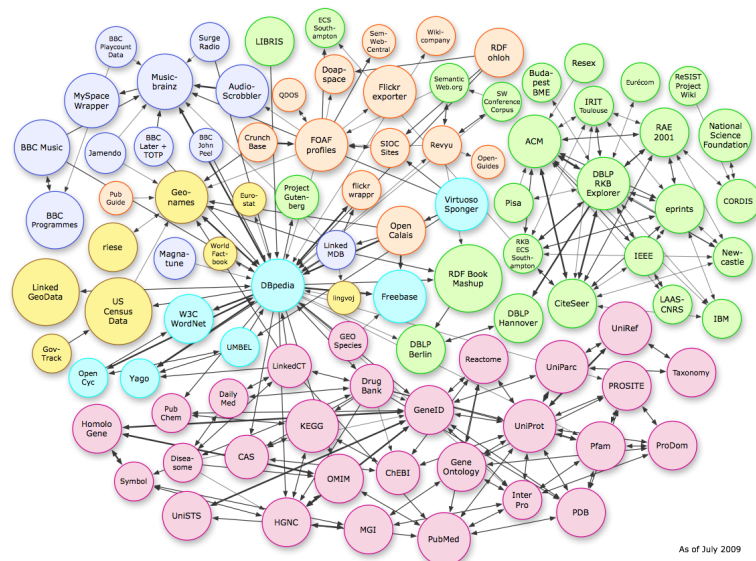 BBC
Playcount
Data
Surge
Radio
LIBRIS
ECS
South-
ampton
Sem-
Web-
Central
Wiki-
company
RDF
ohloh
Doap-
space
Flickr
exporter
Music-
brainz
Audio-
Scrobbler
MySpace
Wrapper
QDOS
Semantic
Web.org
SW
Conference
Corpus
Buda-
pest
BME
Resex
IRIT
Toulouse
Eurécom
ReSIST
Project
Wiki
National
Science
Foundation
ACM
RAE
2001
BBC Music
Jamendo
BBC
Later +
TOTP
BBC
John
Peel
Crunch
Base
FOAF
profiles
SIOC
Sites
Revyu
Open-
Guides
DBLP
RKB
Explorer
CORDIS
Pub
Guide
Geo-
names
Euro-
stat
Project
Guten-
berg
flickr
wrappr
Virtuoso
Sponger
Pisa
eprints
BBC
Programmes
riese
Magna-
tune
World
Fact-
book
Linked
MDB
Open
Calais
RKB
ECS
South-
ampton
IEEE
New-
castle
Linked
GeoData
US
Census
Data
DBpedia
lingvoj
Freebase
RDF Book
Mashup
CiteSeer
LAAS-
CNRS
IBM
W3C
WordNet
DBLP
Hannover
UniRef
Gov-
Track
Open
Cyc
Yago
UMBEL
GEO
Species
DBLP
Berlin
Reactome
UniParc
Taxonomy
LinkedCT
Drug
Bank
PROSITE
Daily
Med
Pub
Chem
GeneID
Homolo
Gene
KEGG
UniProt
Pfam
ProDom
Disea-
some
CAS
ChEBI
Gene
Ontology
Symbol
OMIM
Inter
Pro
UniSTS
HGNC
MGI
PubMed
PDB
As of July 2009